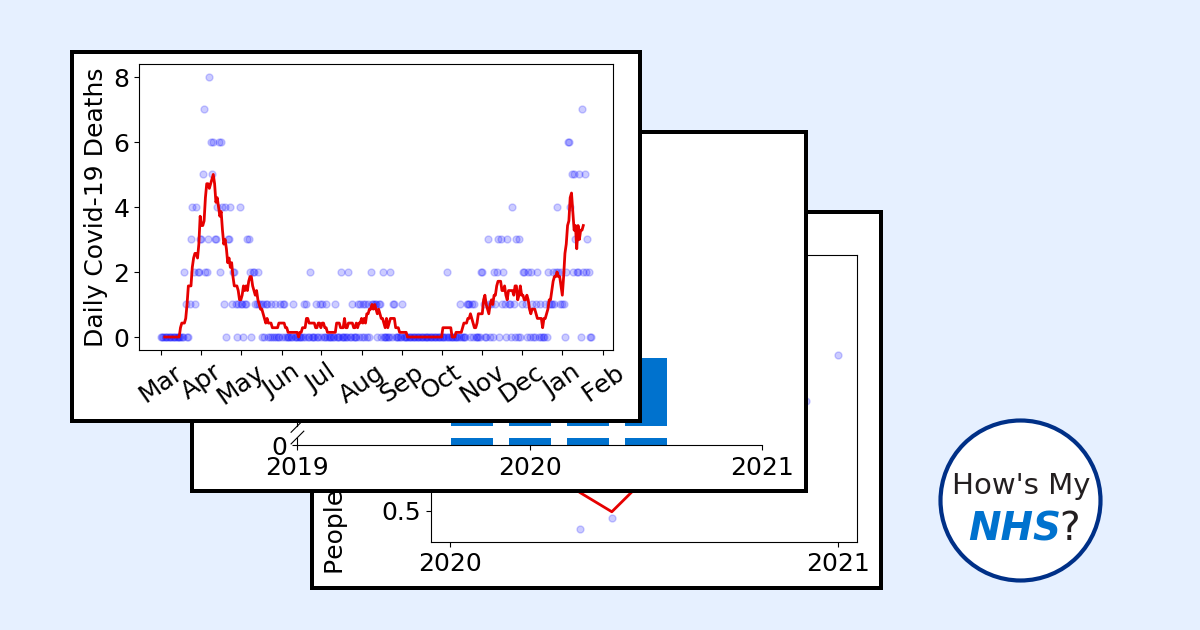 Daily Covid-19 Deaths
8
6
4
2
0
Mar Apr May Jun Jul Aug Sep Oct Nov Dec Jan Feb
0
2019 2020 2021
People
0.5
2020 2021
How's My
NHS?